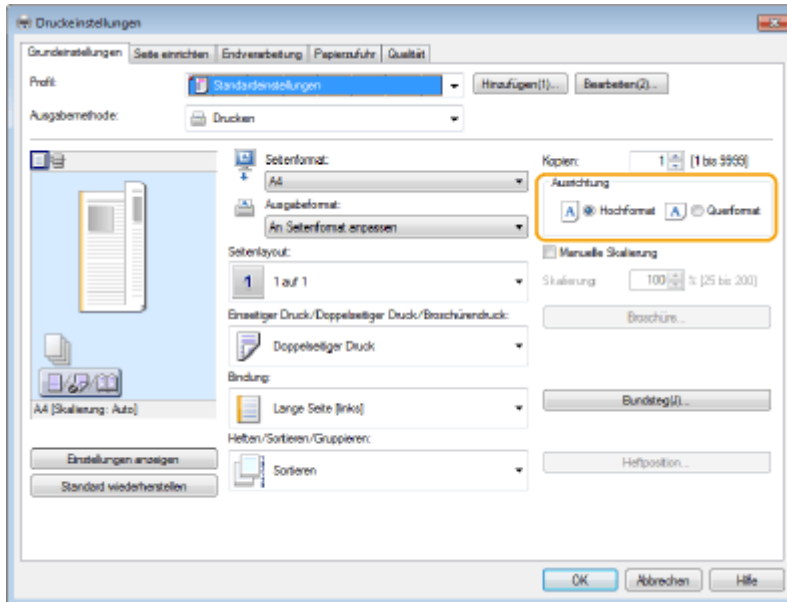 Druckeinstellungen
Grundeinstellungen Seite einrichten Endverarbeitung Papierzufuhr Qualität
Profil: Standardeinstellungen Hinzufügen(1)... Bearbeiten(2)...
Ausgabemethode: Drucken
Seitenformat: Kopien: 1 [1 bis 9999]
A4 Ausrichtung
Ausgabeformat: A Hochformat A Querformat
An Seitenformat anpassen
Seitenlayout: Manuelle Skalierung
1 1 auf 1 Skalierung: 100 % [25 bis 200]
Einseitiger Druck/Doppelseitiger Druck/Broschürendruck: Broschüre...
Doppelseitiger Druck
Bindung:
A4 [Skalierung: Auto] Lange Seite [links] Bundsteg(J)...
Heften/Sortieren/Gruppieren:
Einstellungen anzeigen Sortieren Heftposition...
Standard wiederherstellen
OK Abbrechen Hilfe